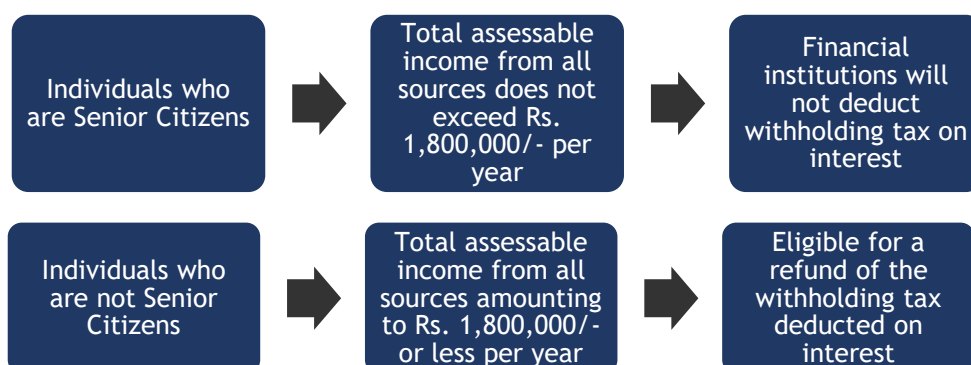 Individuals who
are Senior Citizens
Total assessable
income from all
sources does not
exceed Rs.
1,800,000/- per
year
Financial
institutions will
not deduct
withholding tax on
interest
Individuals who
are not Senior
Citizens
Total assessable
income from all
sources amounting
to Rs. 1,800,000/-
or less per year
Eligible for a
refund of the
withholding tax
deducted on
interest